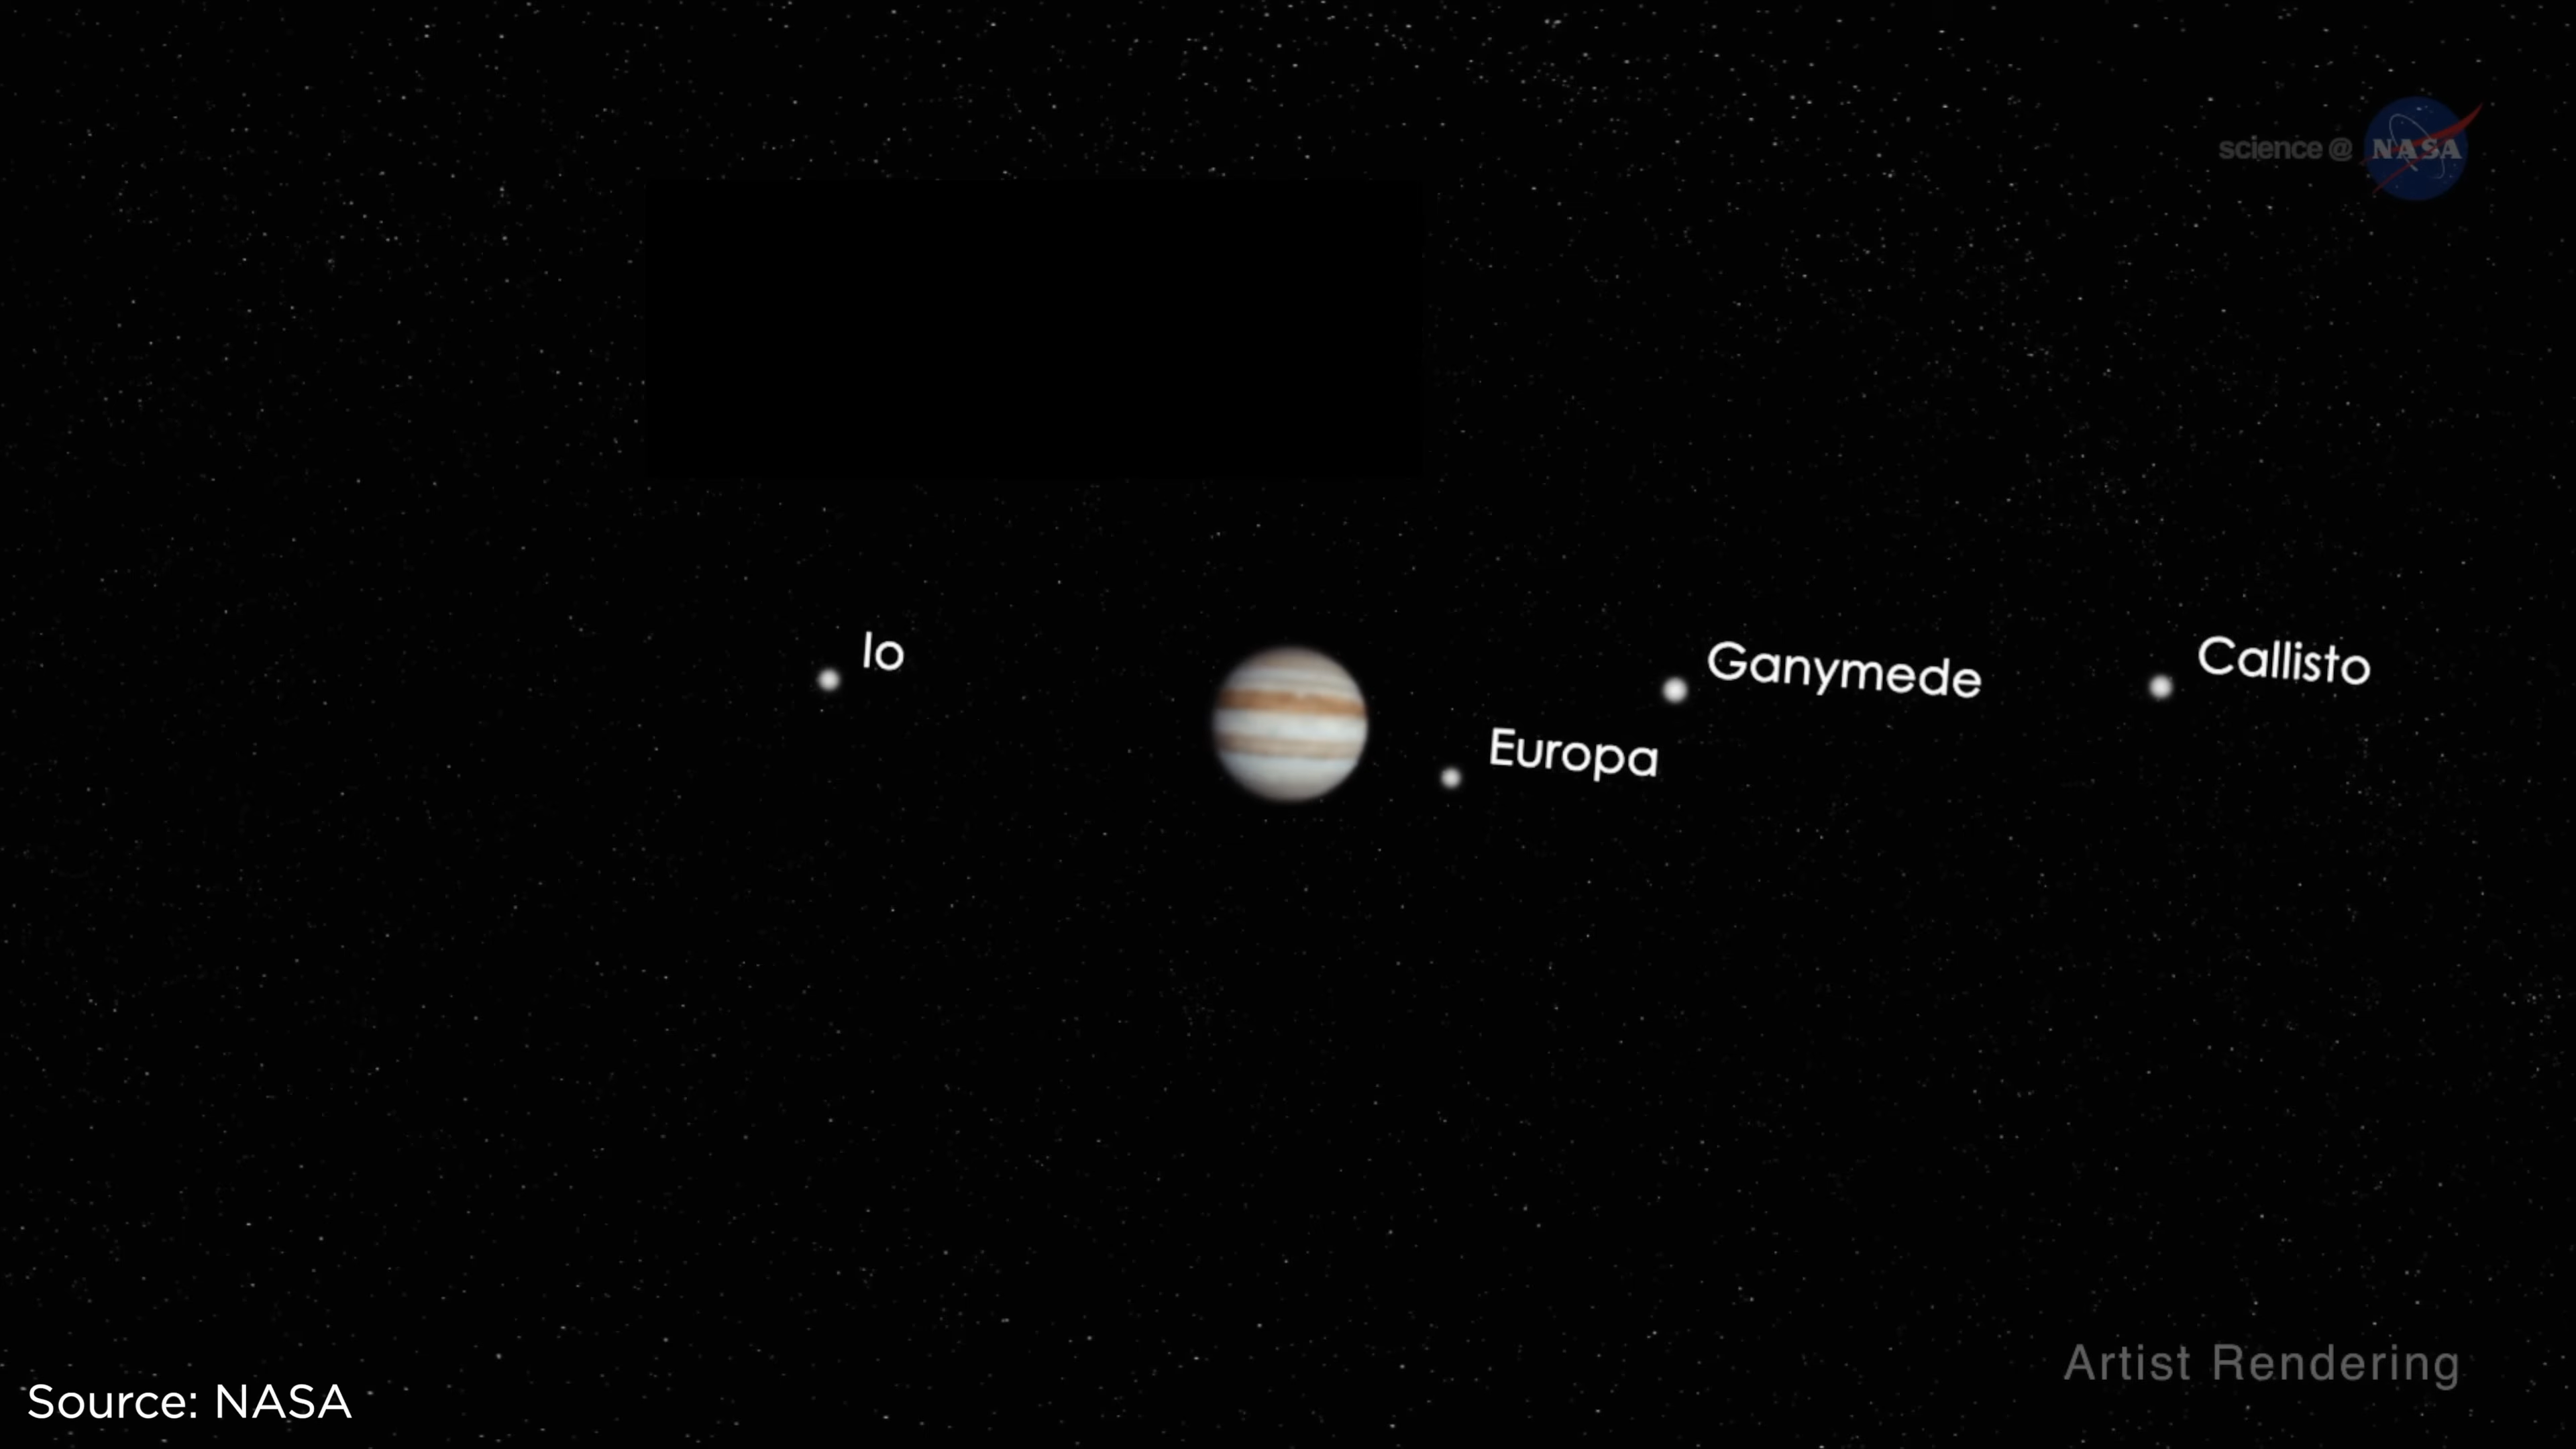 science @ NASA
Io
Ganymede
Callisto
Europa
Artist Rendering
Source: NASA